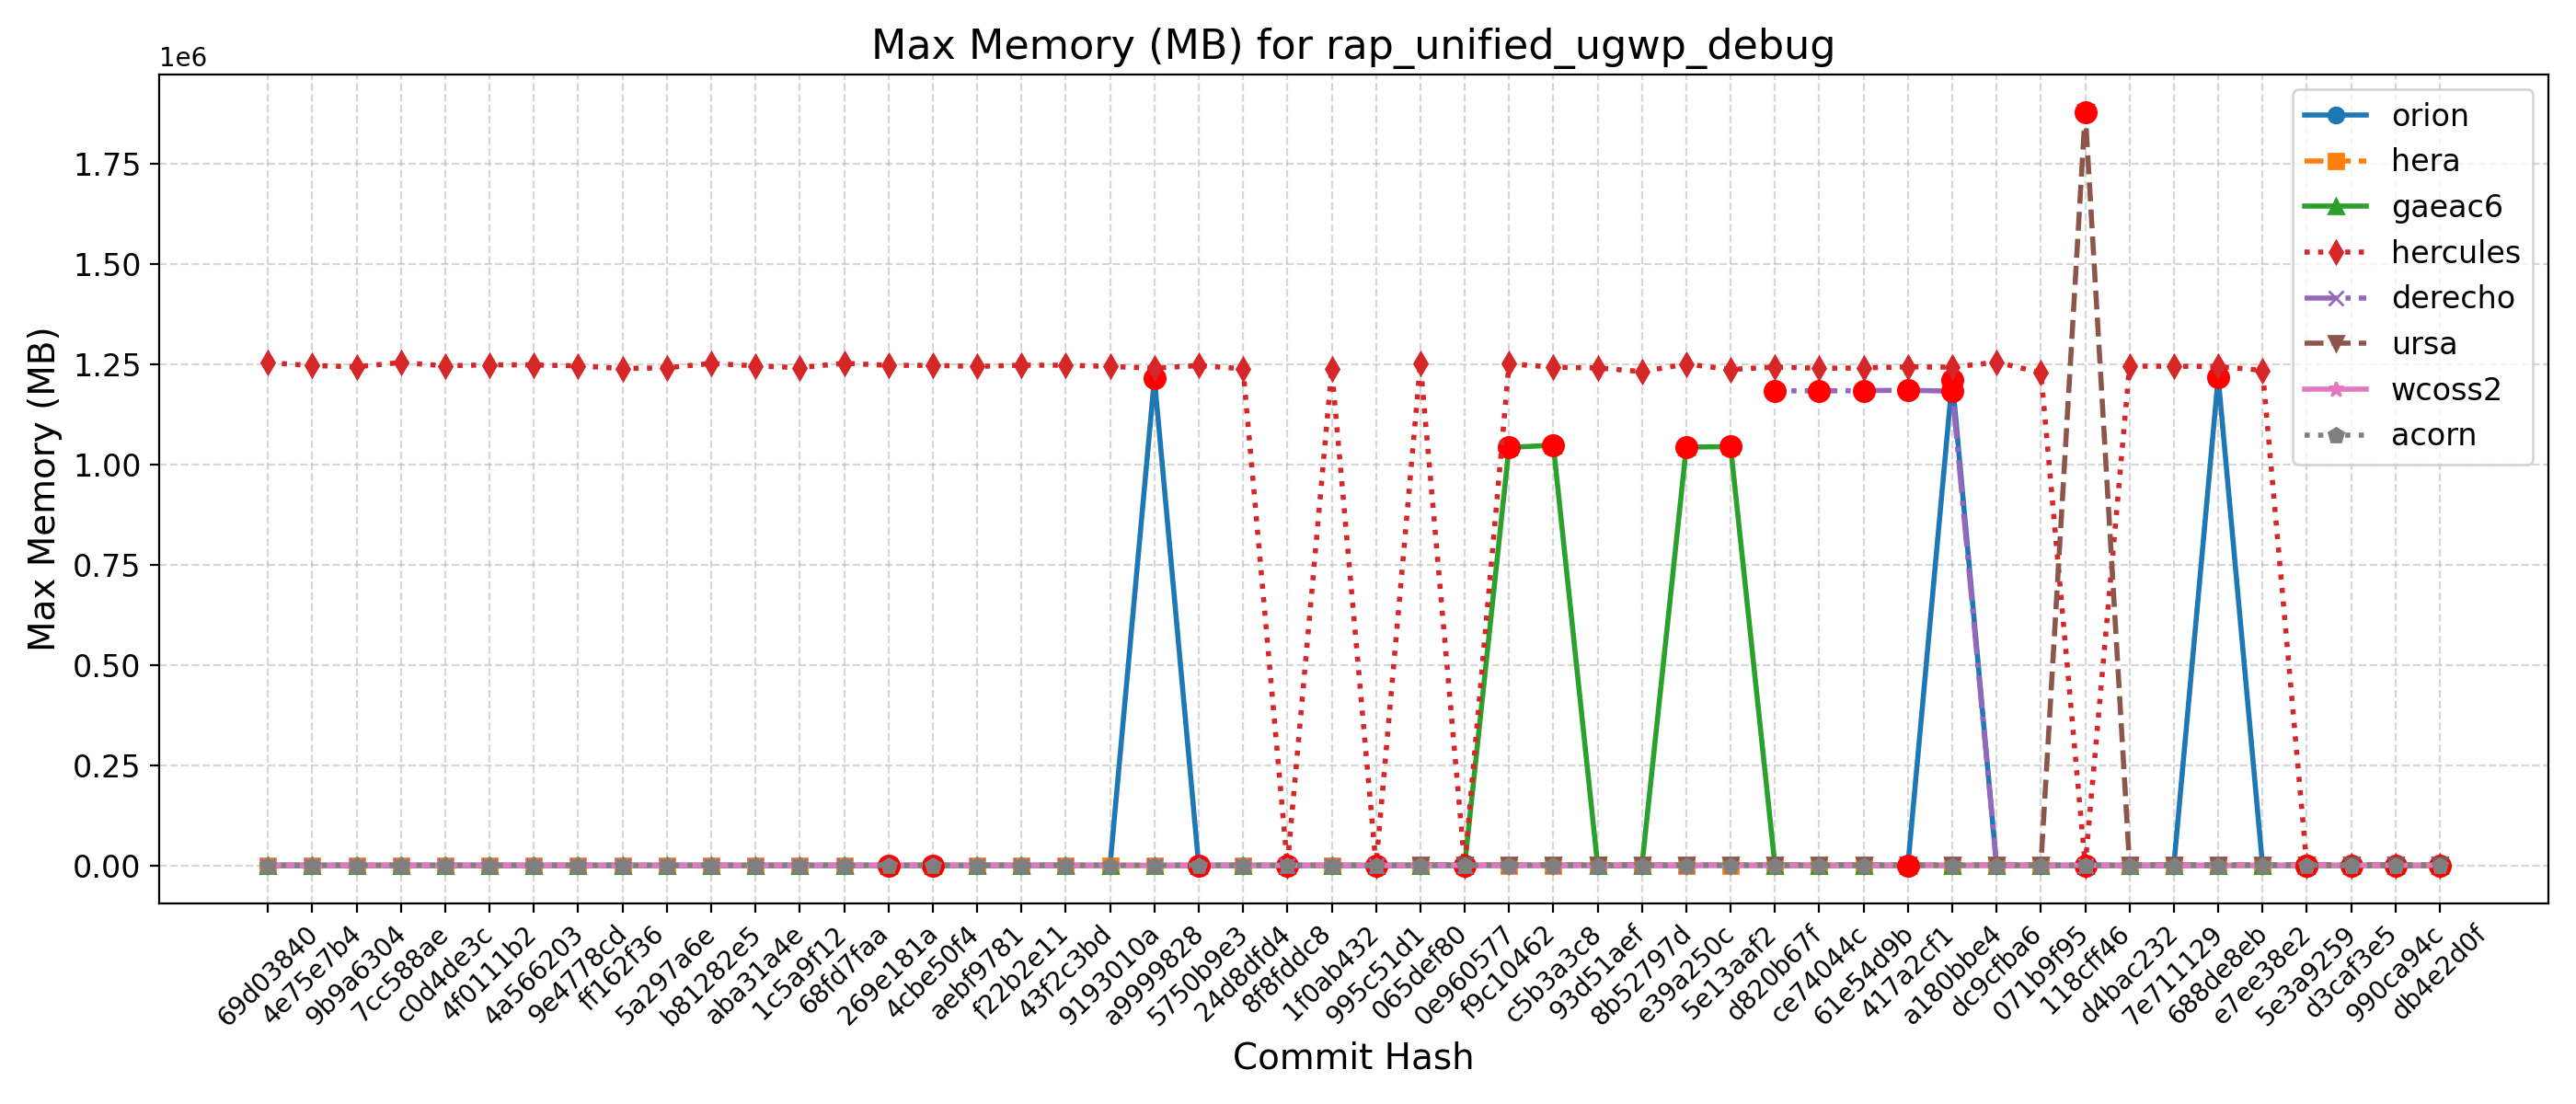 Max Memory (MB) for rap_unified_ugwp_debug
1e6
1.75
1.50
1.25
1.00
0.75
0.50
0.25
0.00
Max Memory (MB)
orion
hera
gaeac6
hercules
derecho
ursa
wcoss2
acorn
69d03840
4e75e7b4
9b9a6304
7cc588ae
c0d4de3c
4f0111b2
4a566203
9e4778cd
ff162f36
5a297a6e
b81282e5
aba31a4e
1c5a9f12
68fd7faa
269e181a
4cbe50f4
aebf9781
f22b2e11
43f2c3bd
9193010a
a9999828
5750b9e3
24d8dfd4
8f8fddc8
1f0ab432
995c51d1
065def80
0e960577
f9c10462
c5b3a3c8
93d51aef
8b52797d
e39a250c
5e13aaf2
d820b67f
ce74044c
61e54d9b
417a2cf1
a180bbe4
dc9cfba6
071b9f95
118cff46
d4bac232
7e711129
688de8eb
e7ee38e2
5e3a9259
d3caf3e5
990ca94c
db4e2d0f
Commit Hash